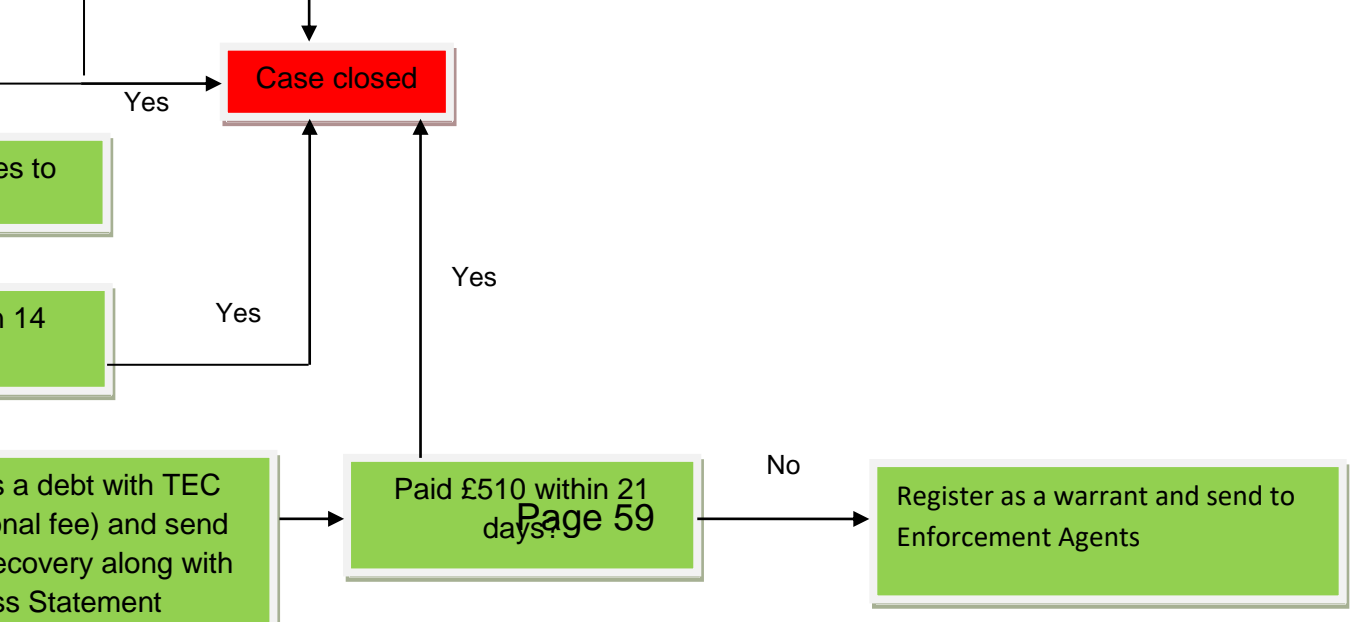 Case closed
Yes
es to
Yes
Yes
n 14
s a debt with TEC
onal fee) and send
ecovery along with
ss Statement
Paid £510 within 21
days?
Page 59
No
Register as a warrant and send to
Enforcement Agents